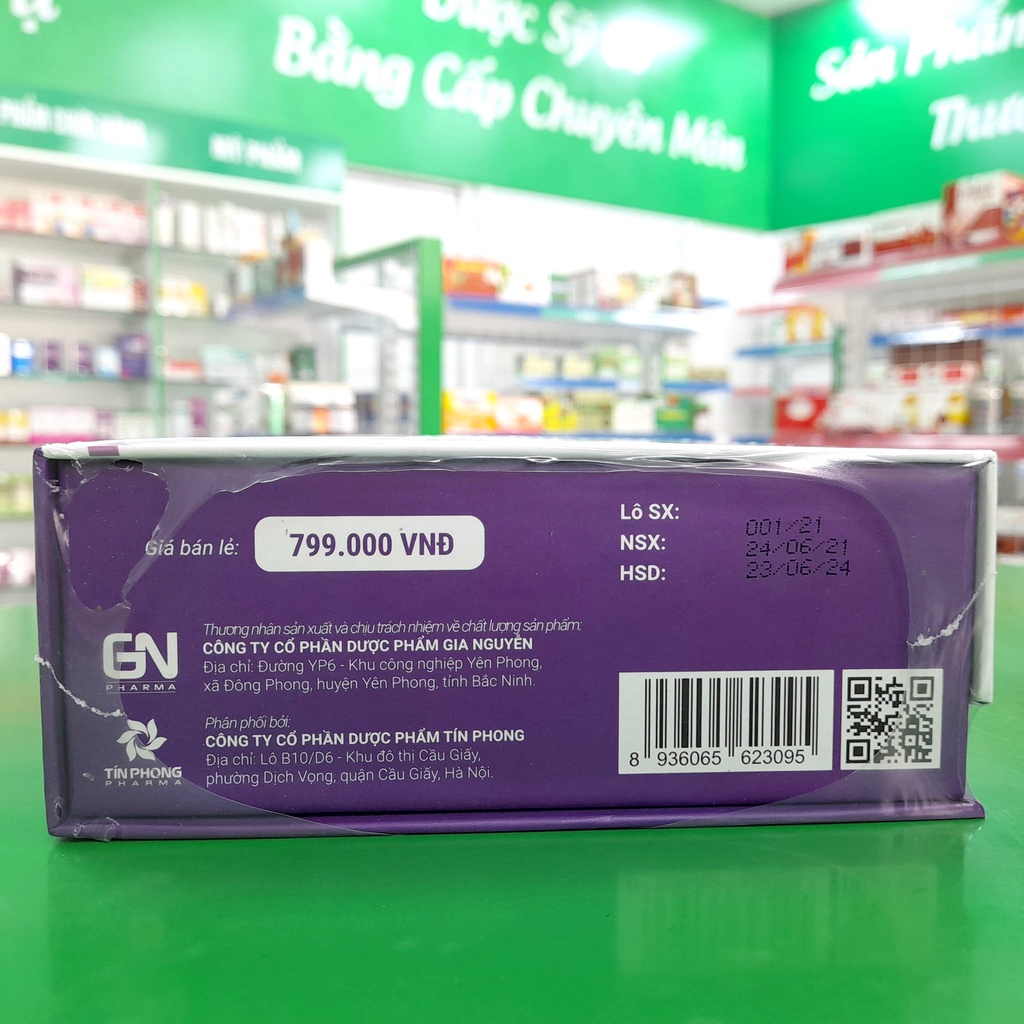 Dược Sỹ
Bằng Cấp Chuyên Môn
Sản Phẩm
MỸ PHẨM
Giá bán lẻ: 799.000 VNĐ
Lô SX: 001/21
NSX: 24/06/21
HSD: 23/06/24
GN
PHARMA
Thương nhân sản xuất và chịu trách nhiệm về chất lượng sản phẩm:
CÔNG TY CỔ PHẦN DƯỢC PHẨM GIA NGUYỄN
Địa chỉ: Đường YP6 - Khu công nghiệp Yên Phong,
xã Đông Phong, huyện Yên Phong, tỉnh Bắc Ninh.
TÍN PHONG
PHARMA
Phân phối bởi:
CÔNG TY CỔ PHẦN DƯỢC PHẨM TÍN PHONG
Địa chỉ: Lô B10/D6 - Khu đô thị Cầu Giấy,
phường Dịch Vọng, quận Cầu Giấy, Hà Nội.
8 936065 623095